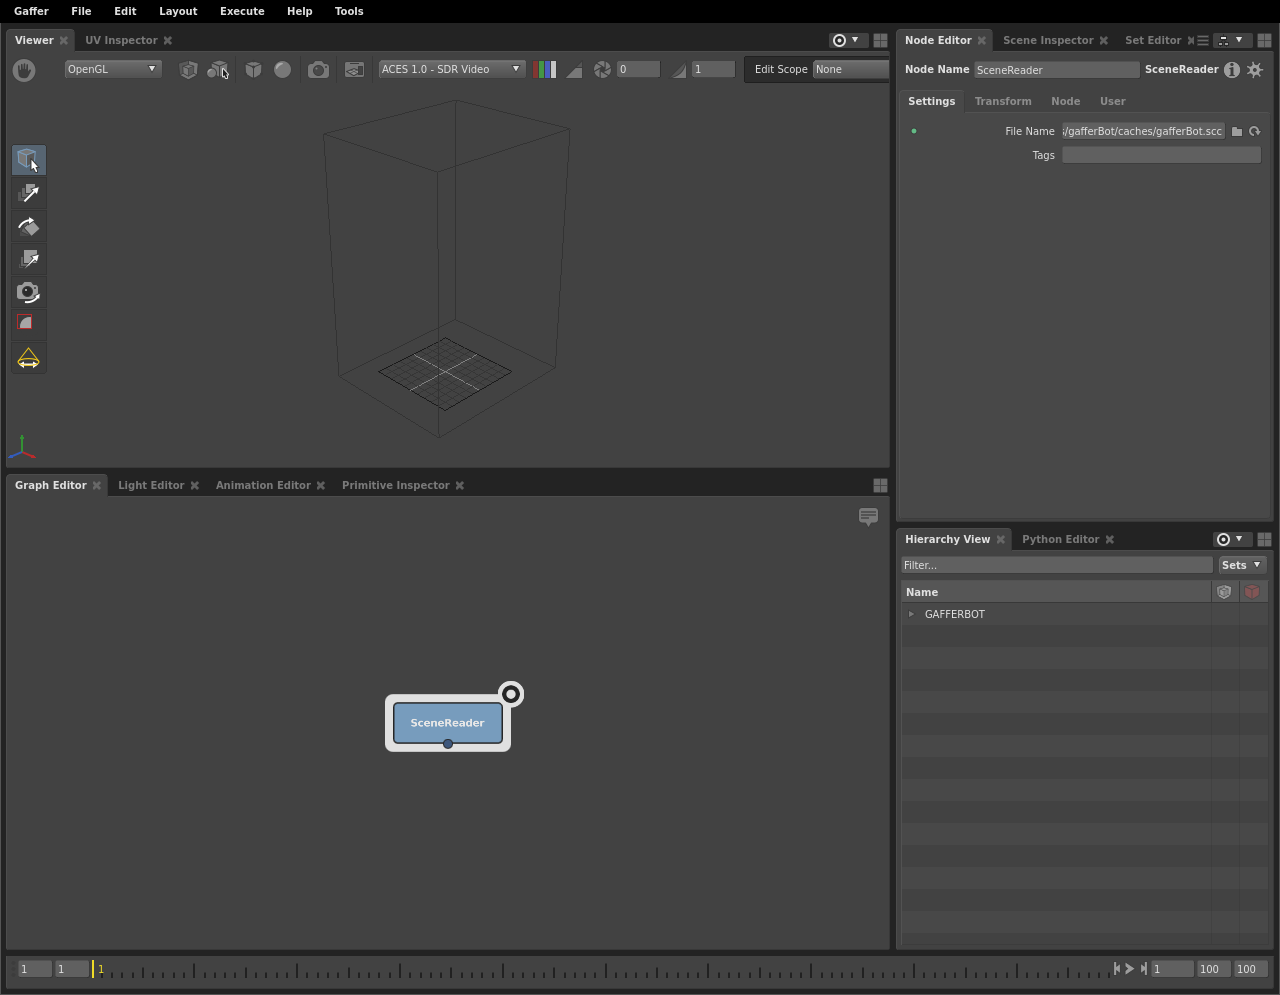 Gaffer File Edit Layout Execute Help Tools
Viewer UV Inspector
OpenGL ACES 1.0 - SDR Video 0 1 Edit Scope None
Node Editor Scene Inspector Set Editor
Node Name SceneReader SceneReader
Settings Transform Node User
File Name /gafferBot/caches/gafferBot.scc
Tags
Graph Editor Light Editor Animation Editor Primitive Inspector
SceneReader
Hierarchy View Python Editor
Filter... Sets
Name
GAFFERBOT
1 1 1 1 100 100